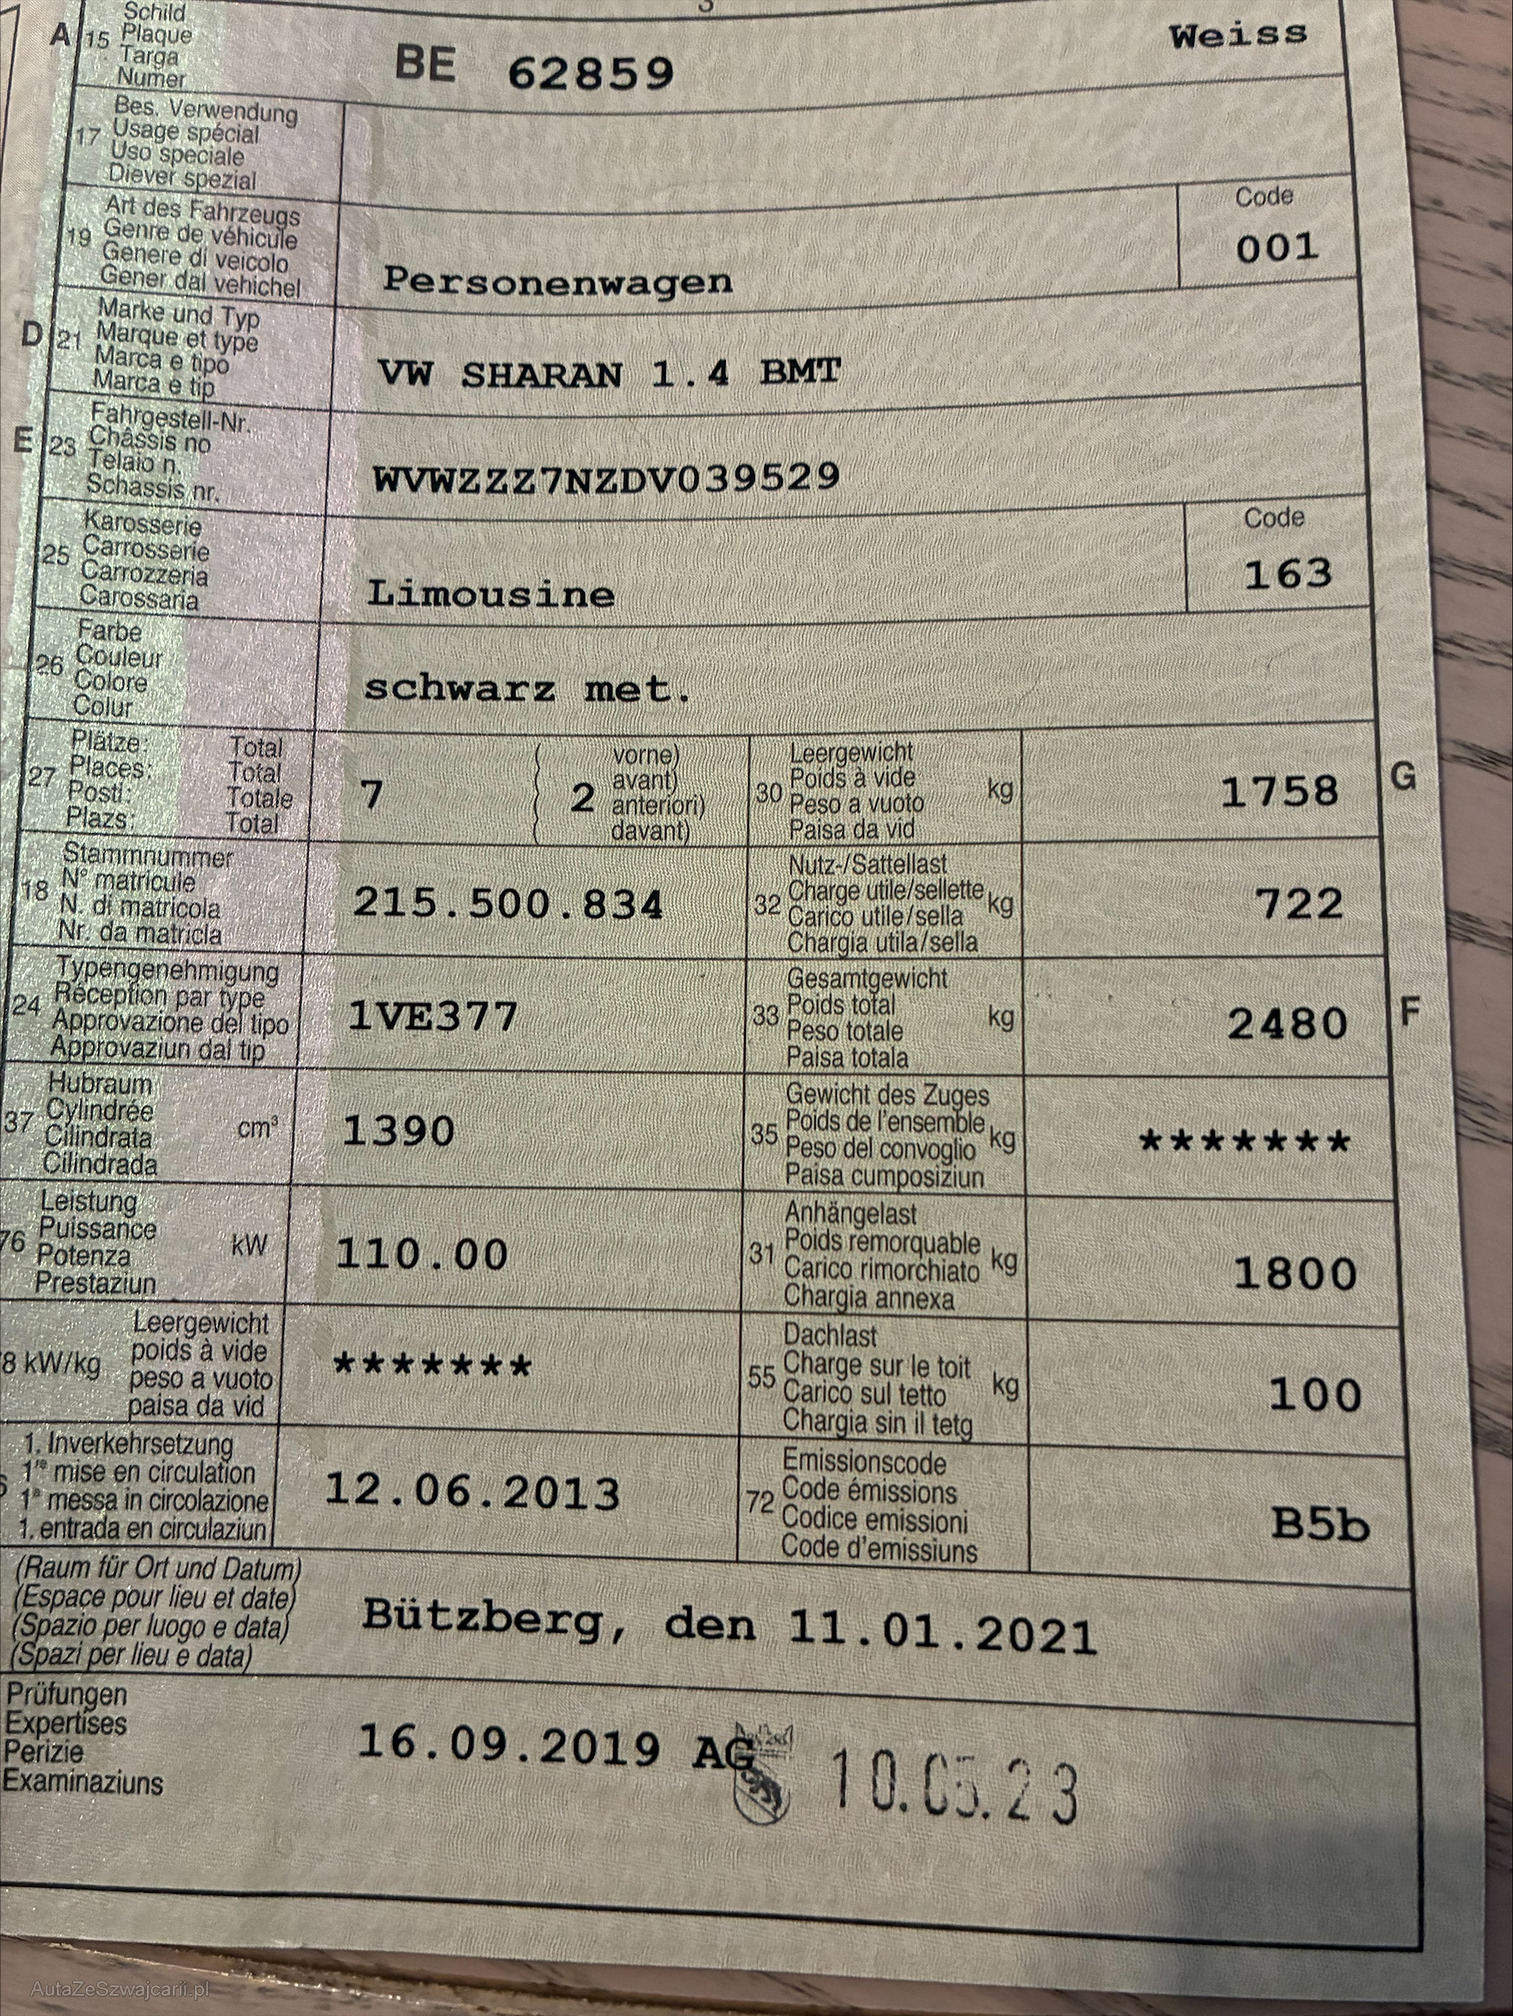 A 15 Schild
Plaque
Targa
Numer
BE 62859
Weiss
17 Bes. Verwendung
Usage spécial
Uso speciale
Diever spezial
19 Art des Fahrzeugs
Genre de véhicule
Genere di veicolo
Gener dal vehichel
Personenwagen
Code
001
D 21 Marke und Typ
Marque et type
Marca e tipo
Marca e tip
VW SHARAN 1.4 BMT
E 23 Fahrgestell-Nr.
Châssis no
Telaio n.
Schassis nr.
WVWZZZ7NZDV039529
25 Karosserie
Carrosserie
Carrozzeria
Carossaria
Limousine
Code
163
26 Farbe
Couleur
Colore
Colur
schwarz met.
27 Plätze: Total
Places: Total
Posti: Totale
Plazs: Total
7
2
vorne)
avant)
anteriori)
davant)
30 Leergewicht
Poids à vide
Peso a vuoto
Paisa da vid
kg
1758
G
18 Stammnummer
N° matricule
N. di matricola
Nr. da matricla
215.500.834
32 Nutz-/Sattellast
Charge utile/sellette
Carico utile/sella
Chargia utila/sella
kg
722
24 Typengenehmigung
Réception par type
Approvazione del tipo
Approvaziun dal tip
1VE377
33 Gesamtgewicht
Poids total
Peso totale
Paisa totala
kg
2480
F
37 Hubraum
Cylindrée
Cilindrata
Cilindrada
cm³
1390
35 Gewicht des Zuges
Poids de l'ensemble
Peso del convoglio
Paisa cumposiziun
kg
*******
76 Leistung
Puissance
Potenza
Prestaziun
kW
110.00
31 Anhängelast
Poids remorquable
Carico rimorchiato
Chargia annexa
kg
1800
8 kW/kg
Leergewicht
poids à vide
peso a vuoto
paisa da vid
*******
55 Dachlast
Charge sur le toit
Carico sul tetto
Chargia sin il tetg
kg
100
1. Inverkehrsetzung
1re mise en circulation
1a messa in circolazione
1. entrada en circulaziun
12.06.2013
72 Emissionscode
Code émissions
Codice emissioni
Code d'emissiuns
B5b
(Raum für Ort und Datum)
(Espace pour lieu et date)
(Spazio per luogo e data)
(Spazi per lieu e data)
Bützberg, den 11.01.2021
Prüfungen
Expertises
Perizie
Examinaziuns
16.09.2019 AG
10.05.23
AutaZeSzwajcarii.pl